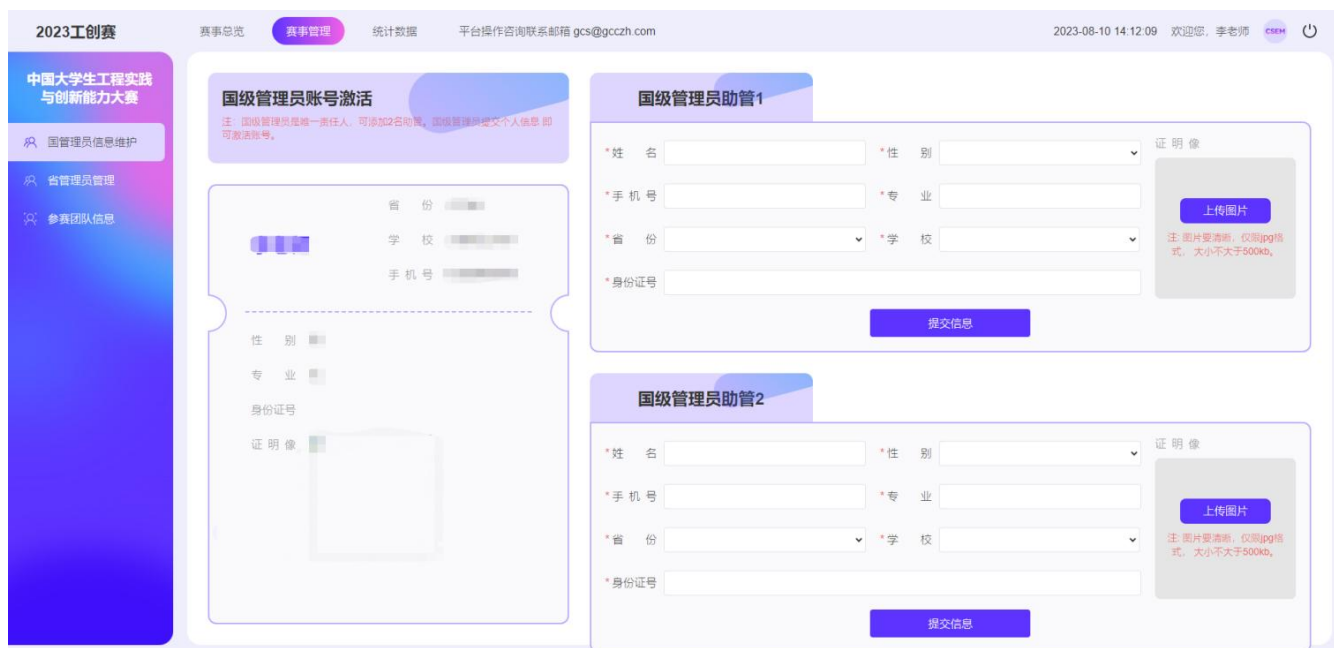 2023工创赛
赛事总览
赛事管理
统计数据
平台操作咨询联系邮箱 gcs@gcczh.com
2023-08-10 14:12:09
欢迎您，李老师
CSEM
中国大学生工程实践
与创新能力大赛
国管理员信息维护
省管理员管理
参赛团队信息
国级管理员账号激活
注：国级管理员是唯一责任人，可添加2名助管。国级管理员提交个人信息 即
可激活账号。
省 份
学 校
手 机 号
性 别
专 业
身份证号
证 明 像
国级管理员助管1
*姓 名
*性 别
证 明 像
*手 机 号
*专 业
上传图片
*省 份
*学 校
注: 图片要清晰，仅限jpg格
式， 大小不大于500kb。
*身份证号
提交信息
国级管理员助管2
*姓 名
*性 别
证 明 像
*手 机 号
*专 业
上传图片
*省 份
*学 校
注: 图片要清晰，仅限jpg格
式， 大小不大于500kb。
*身份证号
提交信息